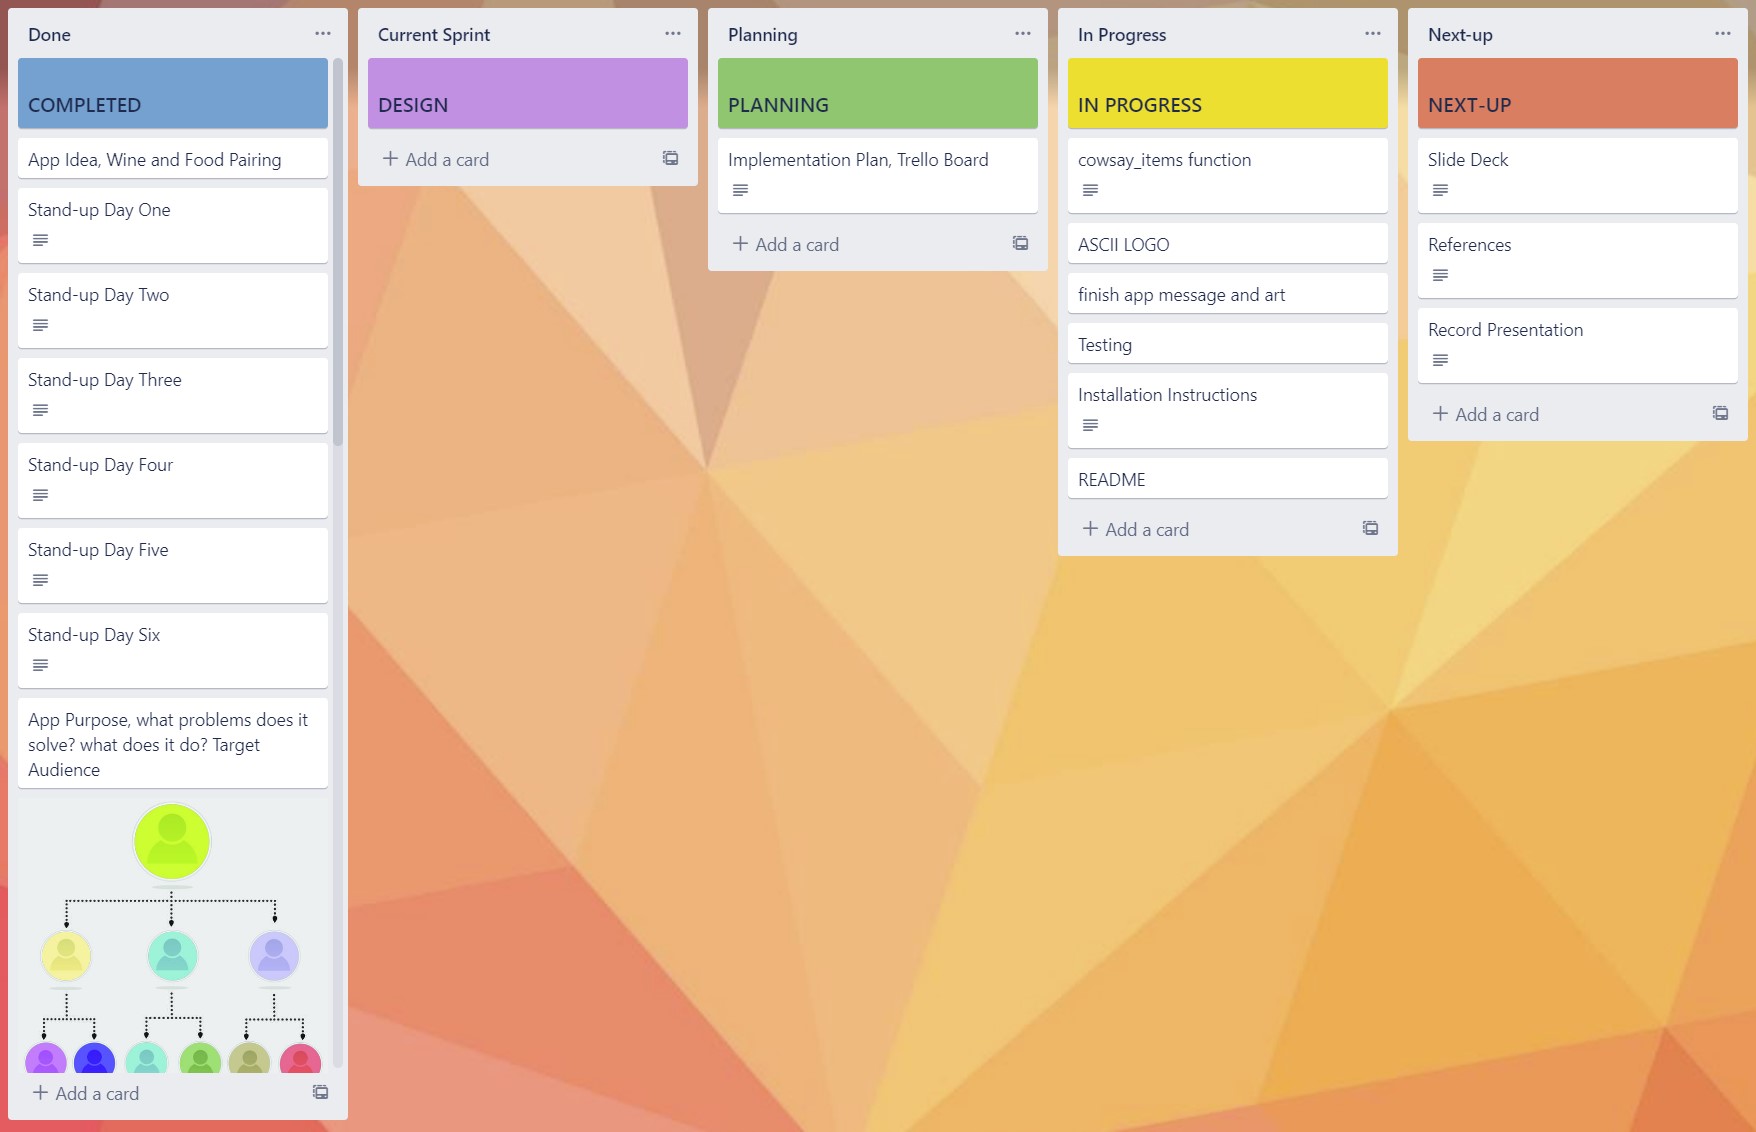 Done
COMPLETED
App Idea, Wine and Food Pairing
Stand-up Day One
Stand-up Day Two
Stand-up Day Three
Stand-up Day Four
Stand-up Day Five
Stand-up Day Six
App Purpose, what problems does it
solve? what does it do? Target
Audience
+ Add a card
Current Sprint
DESIGN
+ Add a card
Planning
PLANNING
Implementation Plan, Trello Board
+ Add a card
In Progress
IN PROGRESS
cowsay_items function
ASCII LOGO
finish app message and art
Testing
Installation Instructions
README
+ Add a card
Next-up
NEXT-UP
Slide Deck
References
Record Presentation
+ Add a card